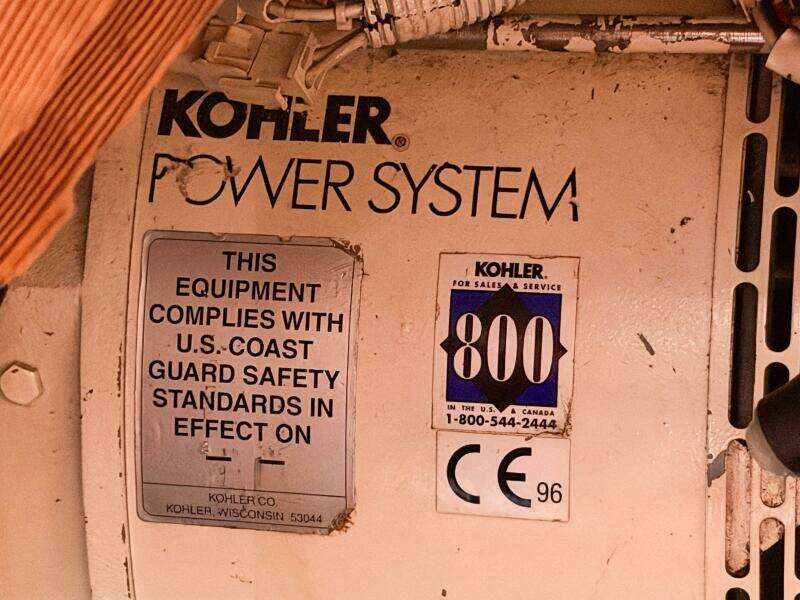 KOHLER®
POWER SYSTEM
THIS
EQUIPMENT
COMPLIES WITH
U.S. COAST
GUARD SAFETY
STANDARDS IN
EFFECT ON
— —
KOHLER CO.
KOHLER, WISCONSIN 53044
KOHLER.
FOR SALES & SERVICE
800
IN THE U.S. & CANADA
1-800-544-2444
CE 96